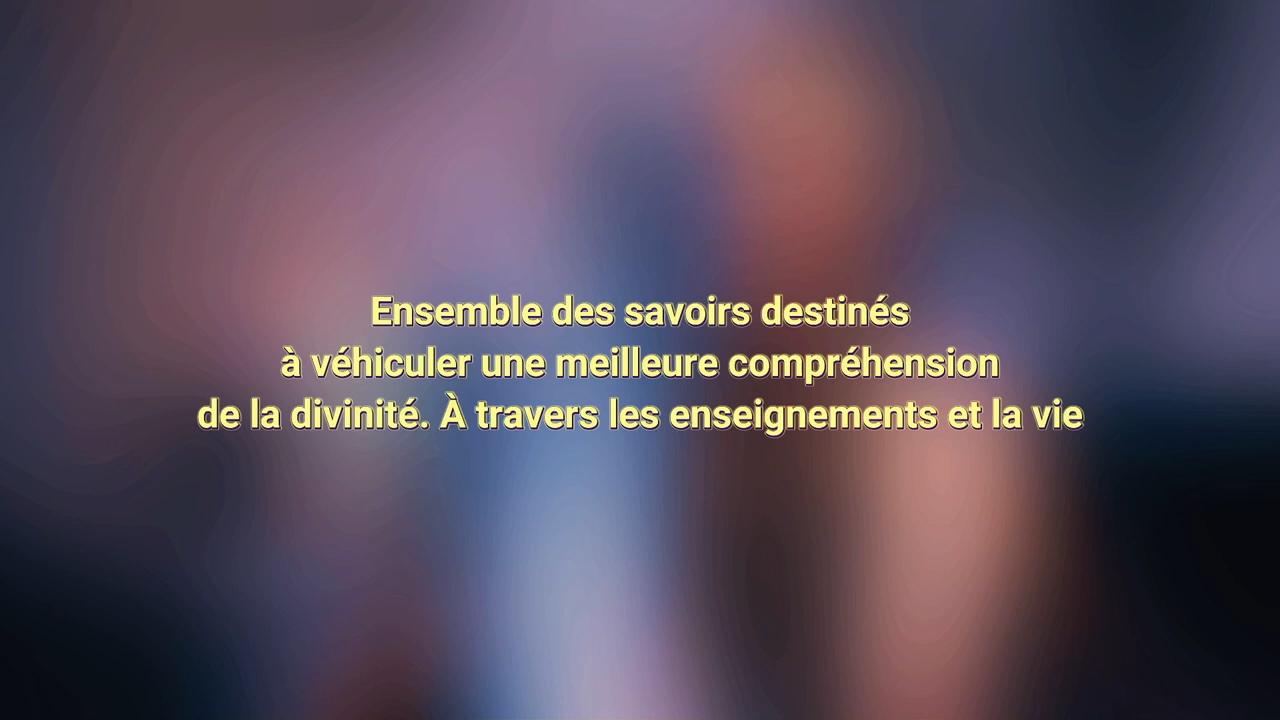 Ensemble des savoirs destinés
à véhiculer une meilleure compréhension
de la divinité. À travers les enseignements et la vie